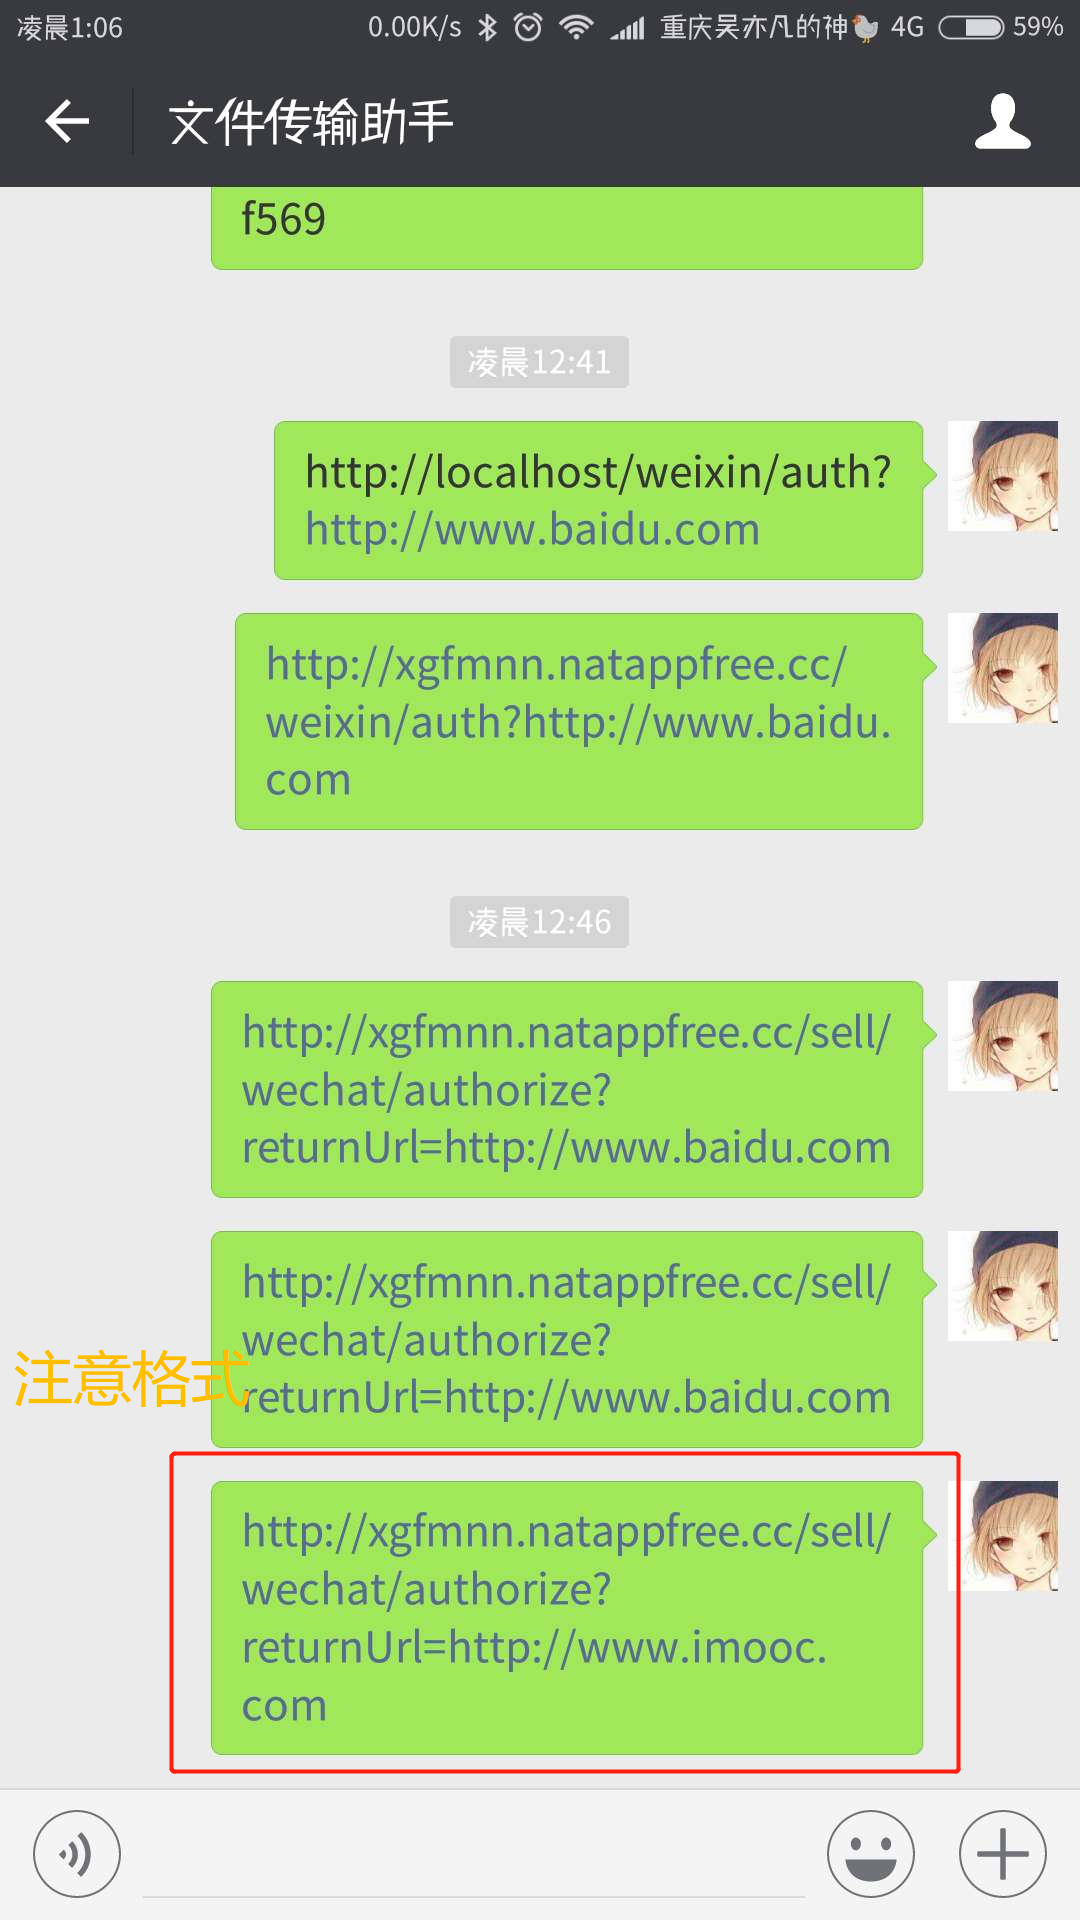 凌晨1:06 0.00K/s 重庆吴亦凡的神🐓 4G 59%
文件传输助手
f569
凌晨12:41
http://localhost/weixin/auth?
http://www.baidu.com
http://xgfmnn.natappfree.cc/
weixin/auth?http://www.baidu.
com
凌晨12:46
http://xgfmnn.natappfree.cc/sell/
wechat/authorize?
returnUrl=http://www.baidu.com
http://xgfmnn.natappfree.cc/sell/
wechat/authorize?
returnUrl=http://www.baidu.com
注意格式
http://xgfmnn.natappfree.cc/sell/
wechat/authorize?
returnUrl=http://www.imooc.
com